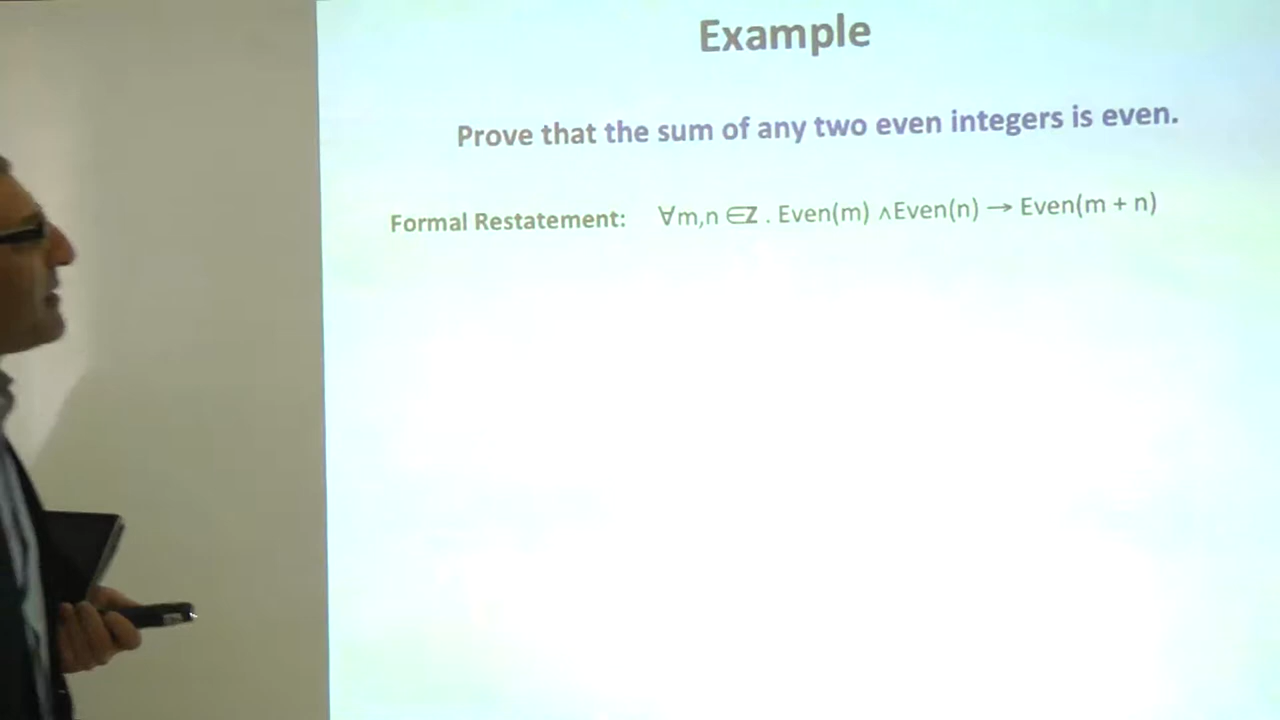 Example
Prove that the sum of any two even integers is even.
Formal Restatement: ∀m,n ∈Z . Even(m) ∧Even(n) → Even(m + n)